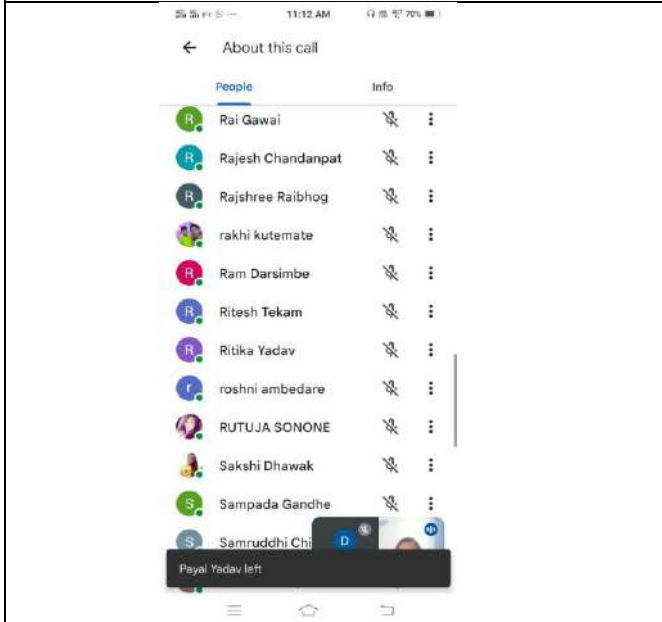 11:12 AM
70%
About this call
People
Info
R Rai Gawai
R Rajesh Chandanpat
R Rajshree Raibhog
rakhi kutemate
R Ram Darsimbe
R Ritesh Tekam
R Ritika Yadav
r roshni ambedare
RUTUJA SONONE
Sakshi Dhawak
S Sampada Gandhe
S Samruddhi Chi
D
Payal Yadav left